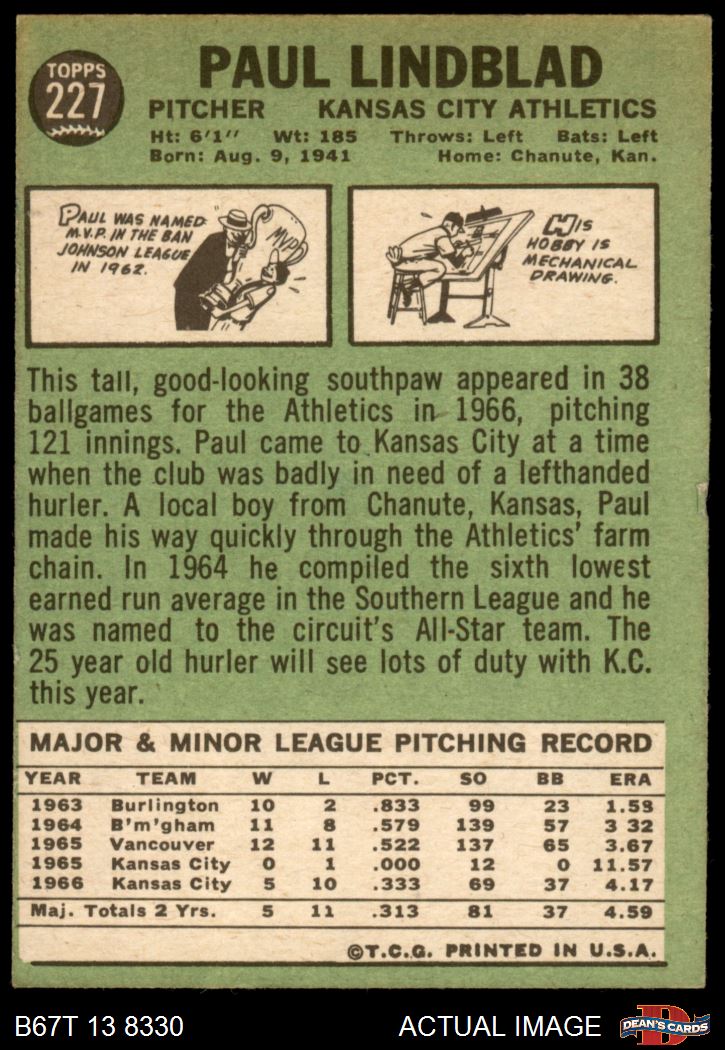 TOPPS
227
PAUL LINDBLAD
PITCHER KANSAS CITY ATHLETICS
Ht: 6'1" Wt: 185 Throws: Left Bats: Left
Born: Aug. 9, 1941 Home: Chanute, Kan.
PAUL WAS NAMED
M.V.P. IN THE BAN
JOHNSON LEAGUE
IN 1962.
MVP
HIS
HOBBY IS
MECHANICAL
DRAWING.
This tall, good-looking southpaw appeared in 38
ballgames for the Athletics in 1966, pitching
121 innings. Paul came to Kansas City at a time
when the club was badly in need of a lefthanded
hurler. A local boy from Chanute, Kansas, Paul
made his way quickly through the Athletics' farm
chain. In 1964 he compiled the sixth lowest
earned run average in the Southern League and he
was named to the circuit's All-Star team. The
25 year old hurler will see lots of duty with K.C.
this year.
MAJOR & MINOR LEAGUE PITCHING RECORD
YEAR TEAM W L PCT. SO BB ERA
1963 Burlington 10 2 .833 99 23 1.58
1964 B'm'gham 11 8 .579 139 57 3 32
1965 Vancouver 12 11 .522 137 65 3.67
1965 Kansas City 0 1 .000 12 0 11.57
1966 Kansas City 5 10 .333 69 37 4.17
Maj. Totals 2 Yrs. 5 11 .313 81 37 4.59
©T.C.G. PRINTED IN U.S.A.
B67T 13 8330 ACTUAL IMAGE
D
DEAN'S CARDS